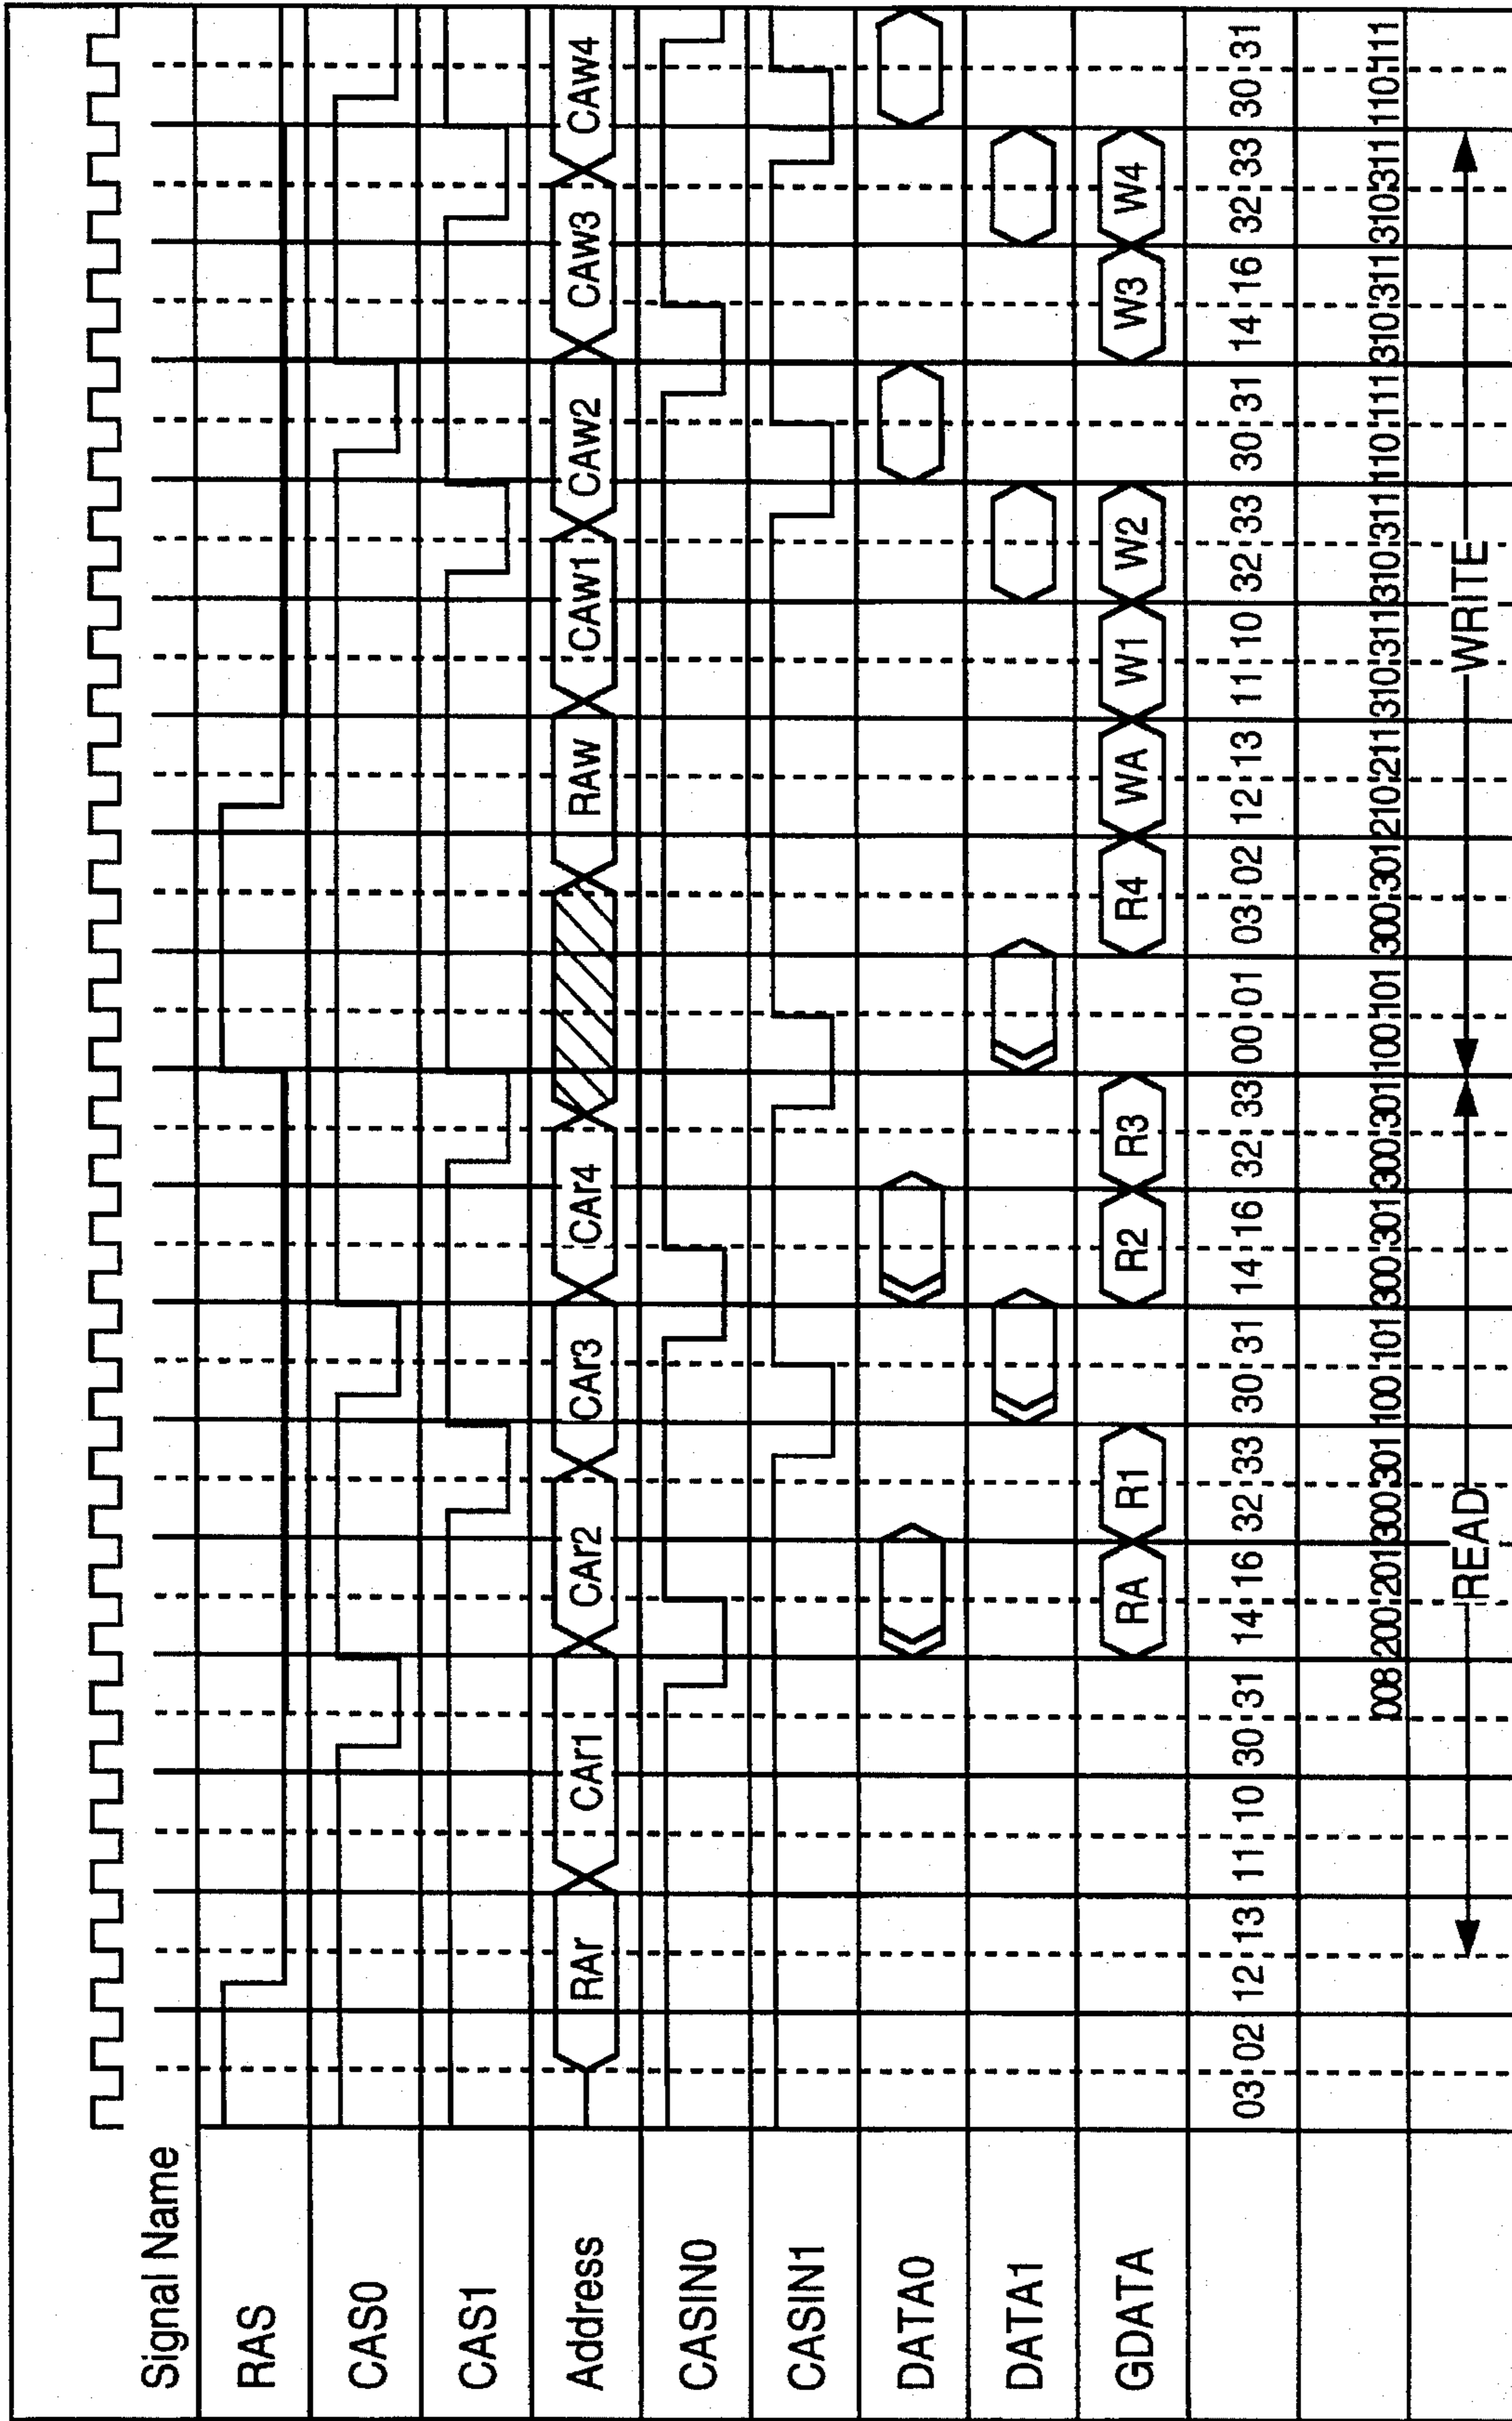 Signal Name
RAS
CAS0
CAS1
Address RAr CAr1 CAr2 CAr3 CAr4 RAw CAw1 CAw2 CAw3 CAw4
CASIN0
CASIN1
DATA0
DATA1
GDATA RA R1 R2 R3 R4 WA W1 W2 W3 W4
03 02 12 13 11 10 30 31 14 16 32 33 30 31 14 16 32 33 00 01 03 02 12 13 11 10 32 33 30 31 14 16 32 33 30 31
008 200 201 300 301 100 101 300 301 300 301 100 101 300 301 210 211 310 311 310 311 110 111 310 311 310 311 110 111
READ WRITE